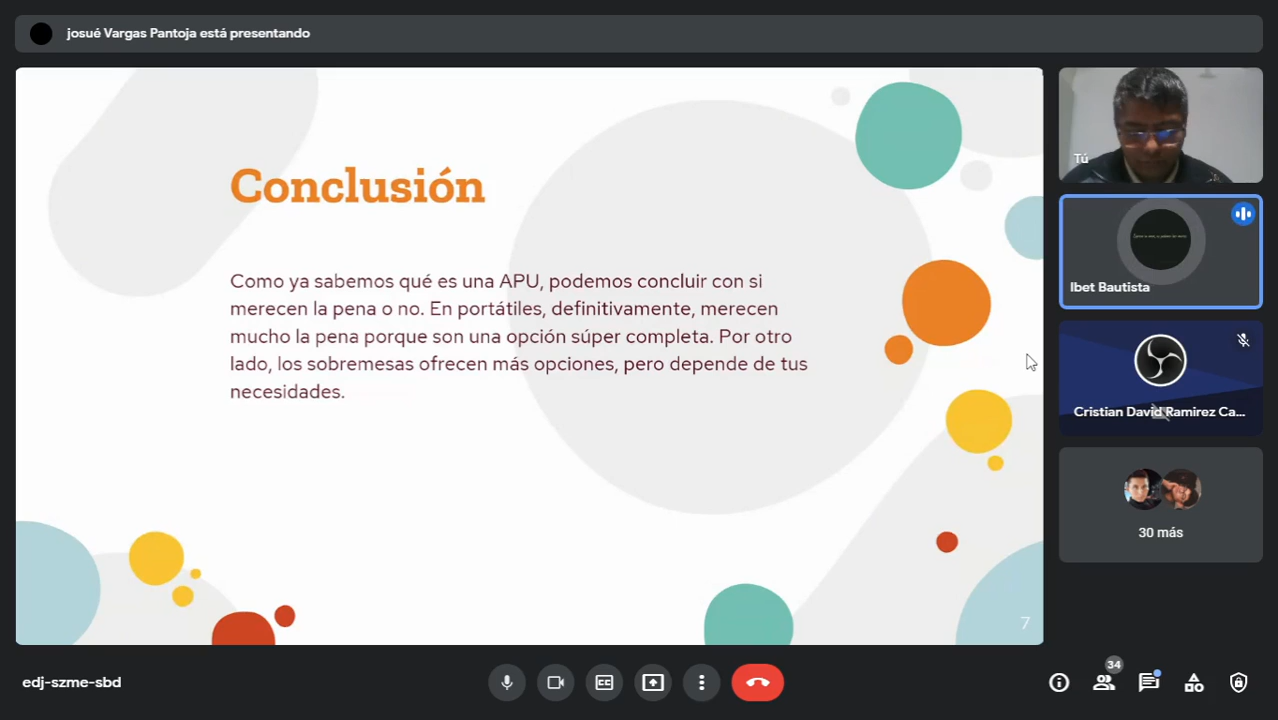 josué Vargas Pantoja está presentando
Conclusión
Como ya sabemos qué es una APU, podemos concluir con si
merecen la pena o no. En portátiles, definitivamente, merecen
mucho la pena porque son una opción súper completa. Por otro
lado, los sobremesas ofrecen más opciones, pero depende de tus
necesidades.
7
Tú
Ibet Bautista
Cristian David Ramirez Ca...
30 más
edj-szme-sbd
CC
34